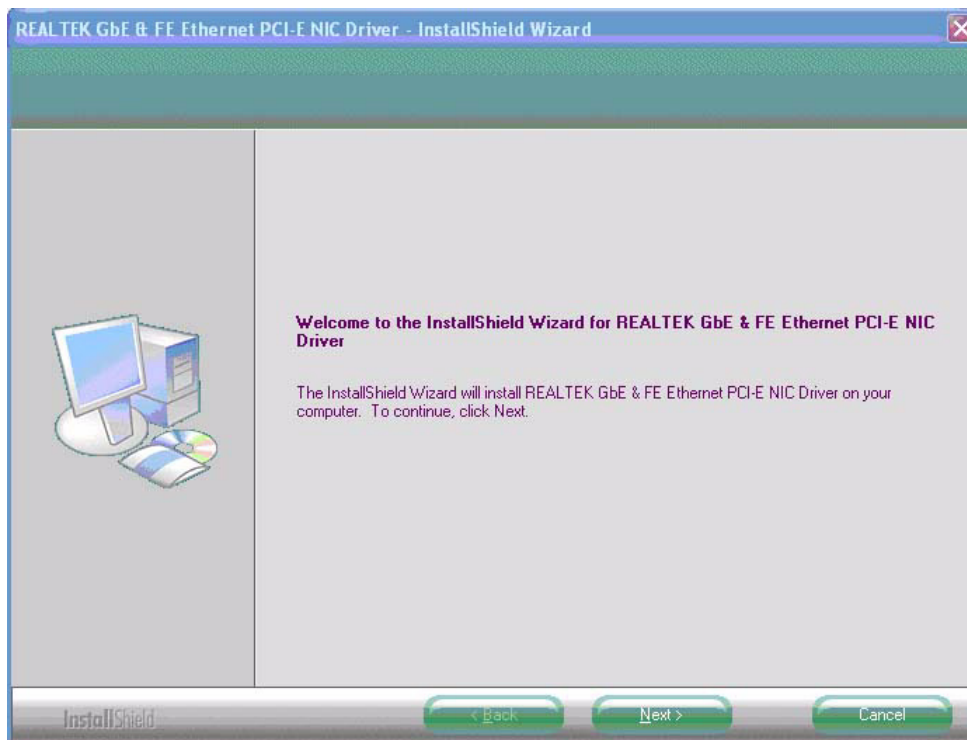 REALTEK GbE & FE Ethernet PCI-E NIC Driver - InstallShield Wizard
Welcome to the InstallShield Wizard for REALTEK GbE & FE Ethernet PCI-E NIC
Driver
The InstallShield Wizard will install REALTEK GbE & FE Ethernet PCI-E NIC Driver on your
computer. To continue, click Next.
InstallShield
< Back
Next >
Cancel